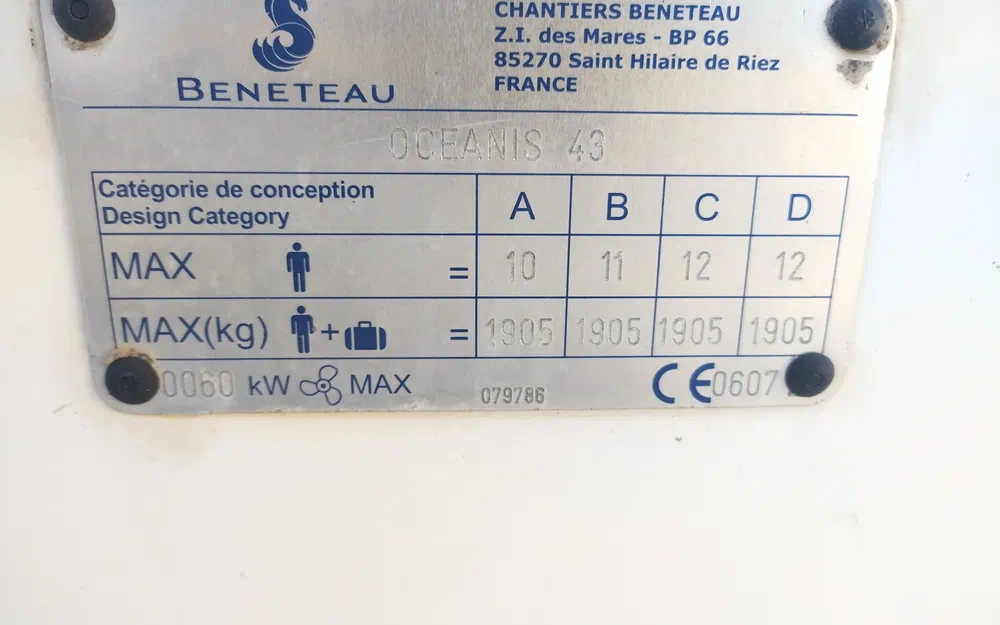 CHANTIERS BENETEAU
Z.I. des Mares - BP 66
85270 Saint Hilaire de Riez
FRANCE
BENETEAU
OCEANIS 43
Catégorie de conception
Design Category
A B C D
MAX = 10 11 12 12
MAX(kg) + = 1905 1905 1905 1905
0060 kW MAX 079786 CE0607